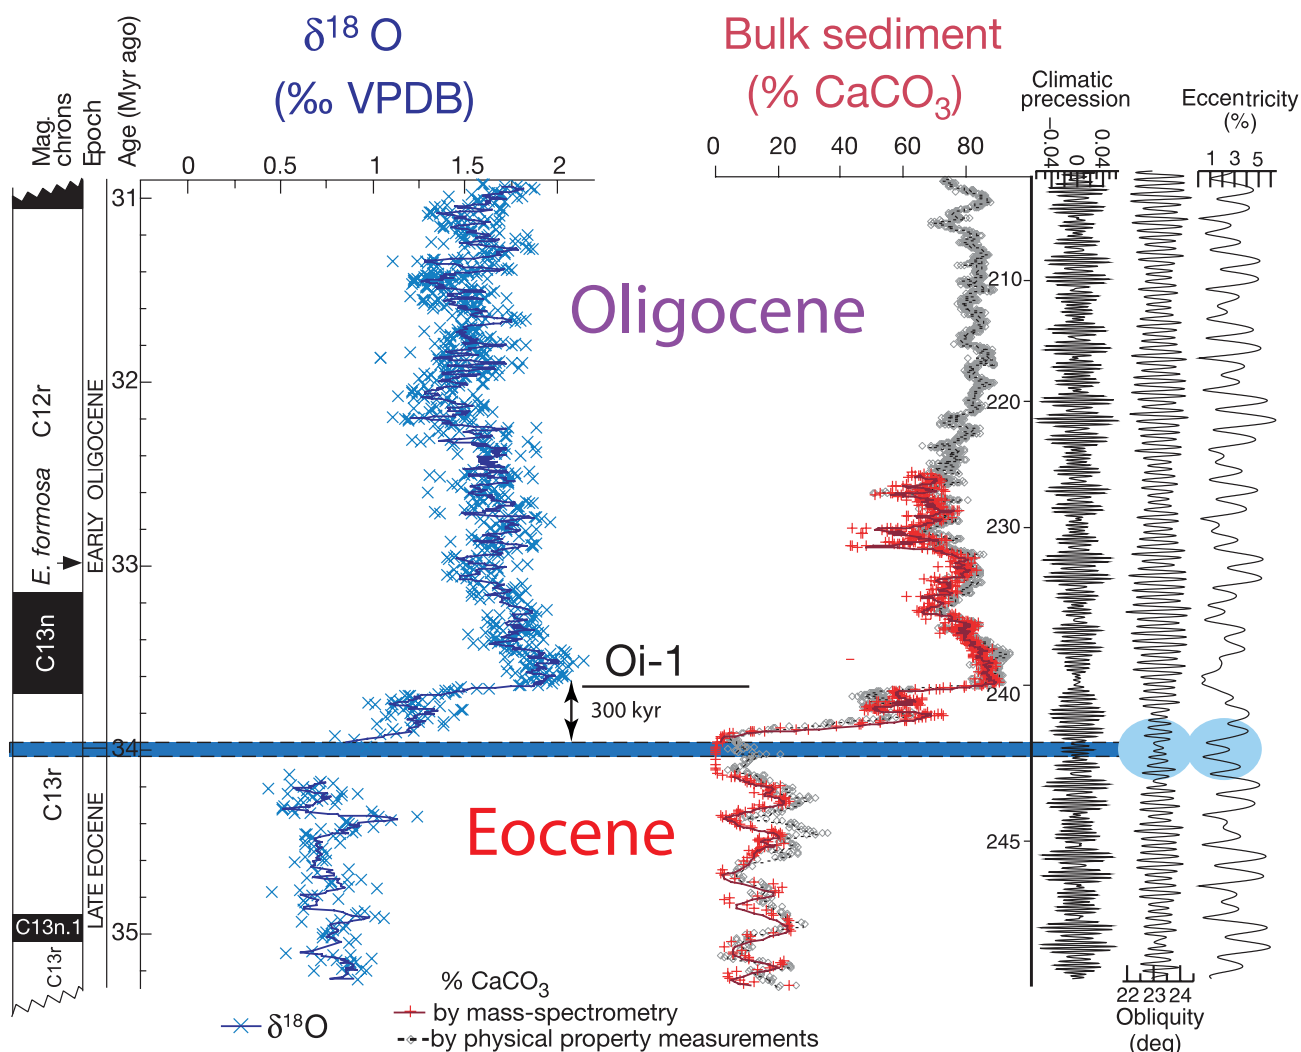 δ18 O
(‰ VPDB)
Bulk sediment
(% CaCO3)
Mag.
chrons
Epoch
Age (Myr ago)
Climatic
precession
Eccentricity
(%)
0 0.5 1 1.5 2
0 20 40 60 80
–0.04 0 0.04
1 3 5
31
32
33
34
35
210
220
230
240
245
C12r
E. formosa
C13n
C13r
C13n.1
C13r
EARLY OLIGOCENE
LATE EOCENE
Oligocene
Oi-1
300 kyr
Eocene
22 23 24
Obliquity
(deg)
% CaCO3
δ18O
by mass-spectrometry
by physical property measurements